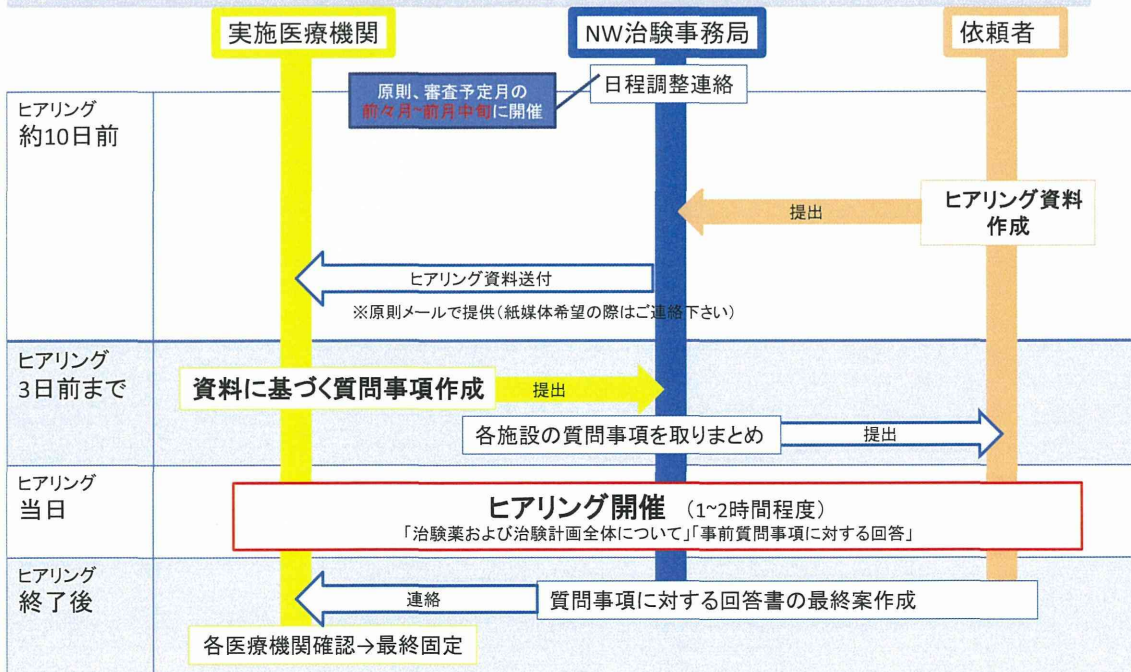 実施医療機関
NW治験事務局
依頼者
原則、審査予定月の
前々月~前月中旬に開催
日程調整連絡
ヒアリング
約10日前
提出
ヒアリング資料
作成
ヒアリング資料送付
※原則メールで提供(紙媒体希望の際はご連絡下さい)
ヒアリング
3日前まで
資料に基づく質問事項作成
提出
各施設の質問事項を取りまとめ
提出
ヒアリング
当日
ヒアリング開催 (1~2時間程度)
「治験薬および治験計画全体について」「事前質問事項に対する回答」
ヒアリング
終了後
連絡
質問事項に対する回答書の最終案作成
各医療機関確認→最終固定